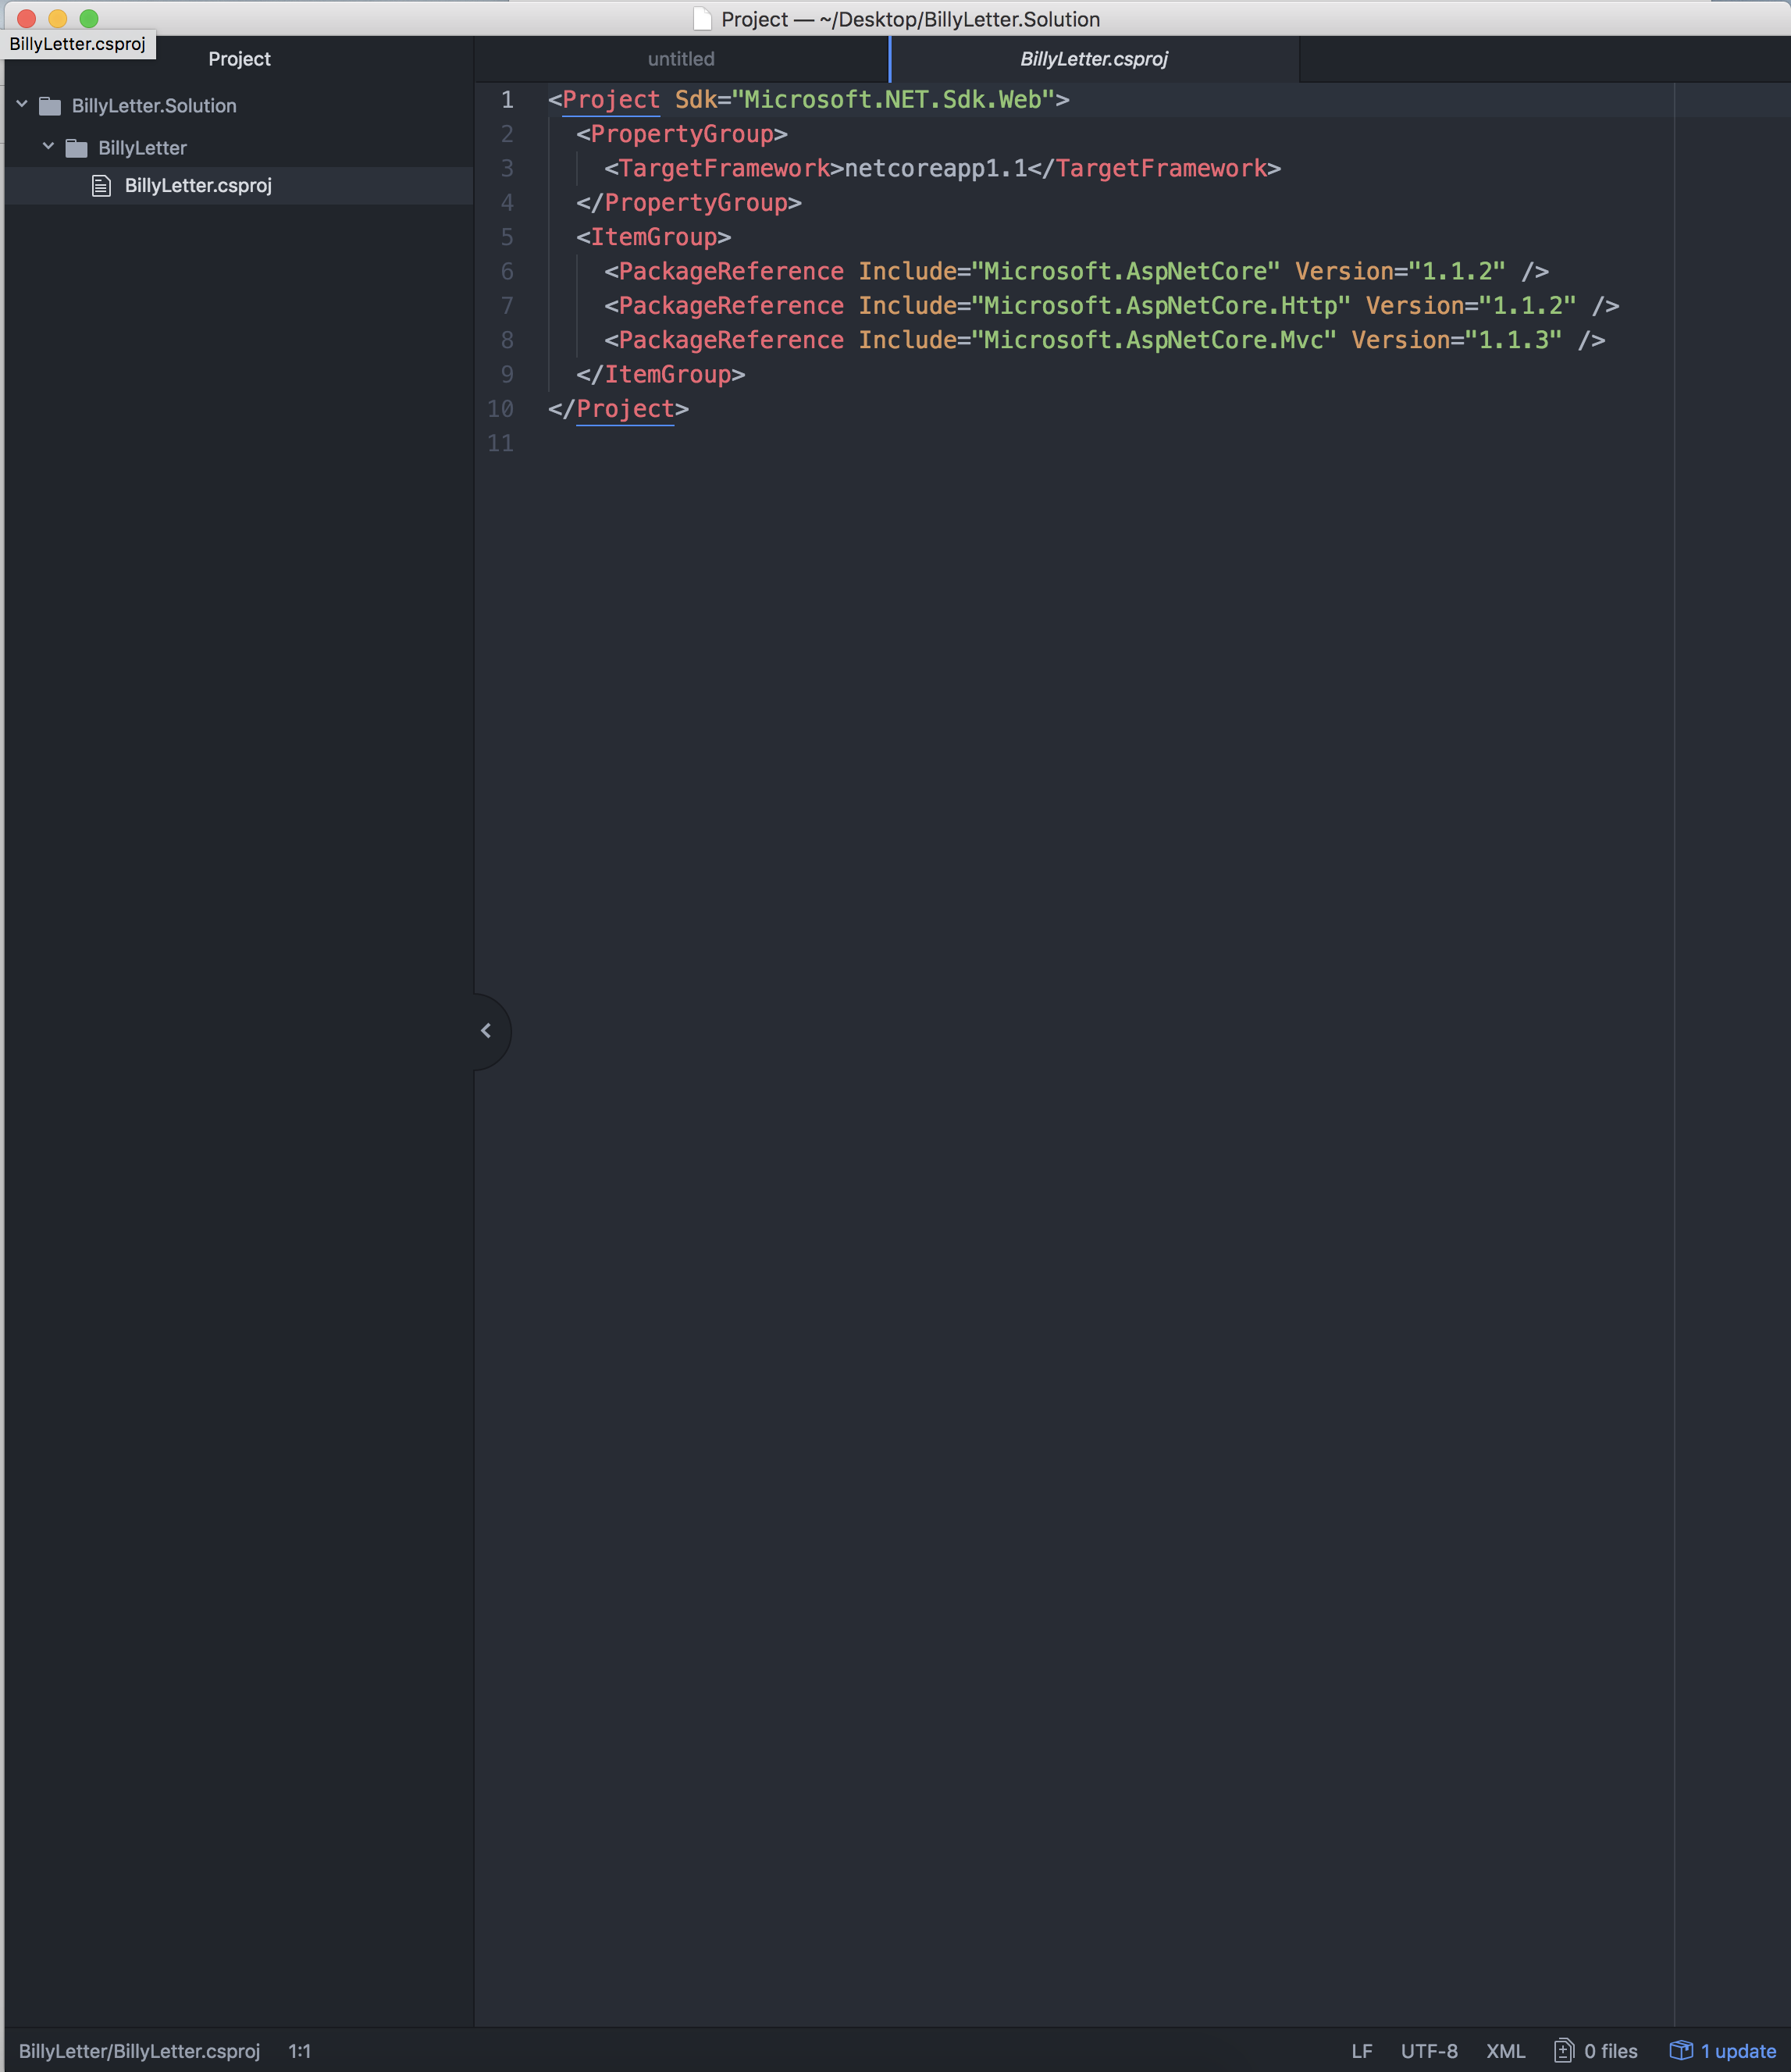 Project — ~/Desktop/BillyLetter.Solution
BillyLetter.csproj
Project
untitled
BillyLetter.csproj
BillyLetter.Solution
BillyLetter
BillyLetter.csproj
1 <Project Sdk="Microsoft.NET.Sdk.Web">
2 <PropertyGroup>
3 <TargetFramework>netcoreapp1.1</TargetFramework>
4 </PropertyGroup>
5 <ItemGroup>
6 <PackageReference Include="Microsoft.AspNetCore" Version="1.1.2" />
7 <PackageReference Include="Microsoft.AspNetCore.Http" Version="1.1.2" />
8 <PackageReference Include="Microsoft.AspNetCore.Mvc" Version="1.1.3" />
9 </ItemGroup>
10 </Project>
11
BillyLetter/BillyLetter.csproj 1:1 LF UTF-8 XML 0 files 1 update